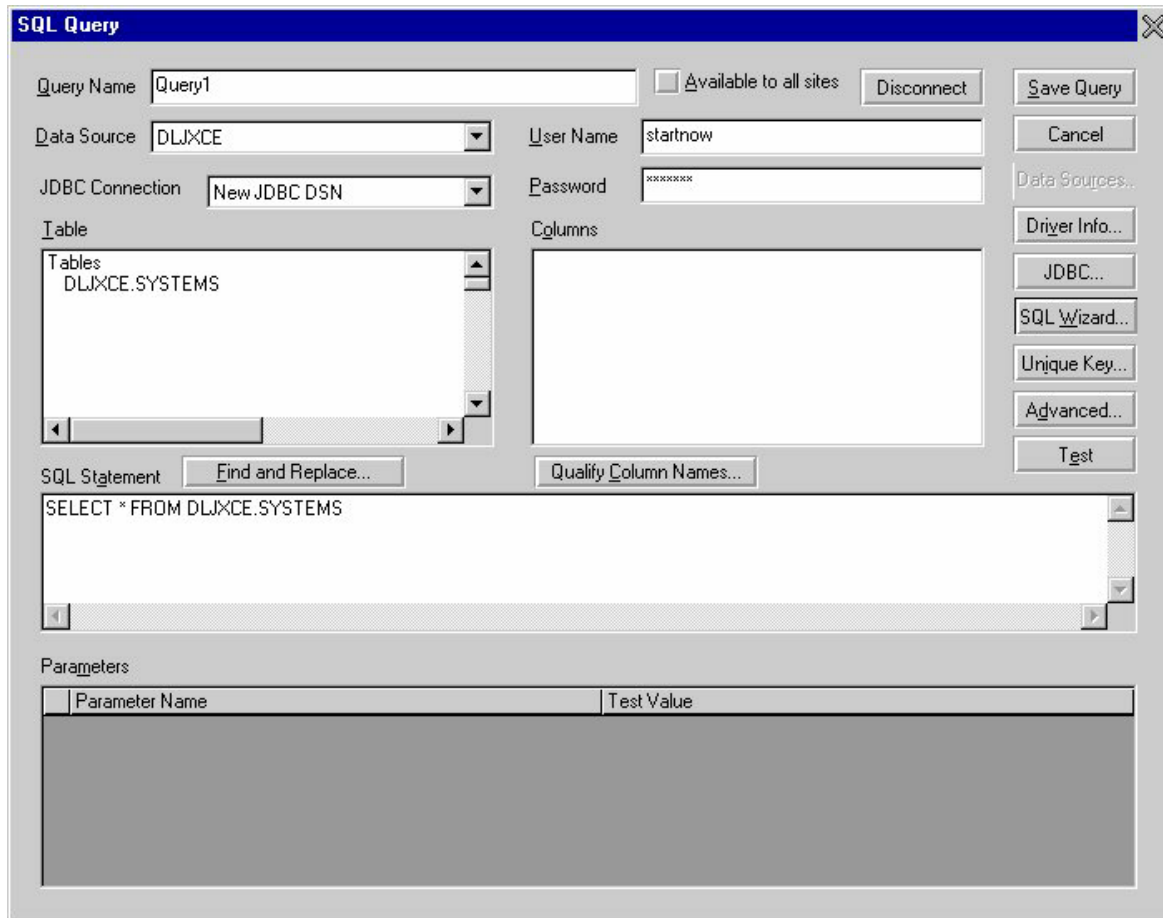 SQL Query
Query Name Query1 Available to all sites Disconnect Save Query
Data Source DLJXCE User Name startnow Cancel
JDBC Connection New JDBC DSN Password ******* Data Sources..
Table Columns Driver Info...
Tables
DLJXCE.SYSTEMS
JDBC...
SQL Wizard...
Unique Key...
Advanced...
Test
SQL Statement Find and Replace... Qualify Column Names...
SELECT * FROM DLJXCE.SYSTEMS
Parameters
Parameter Name Test Value